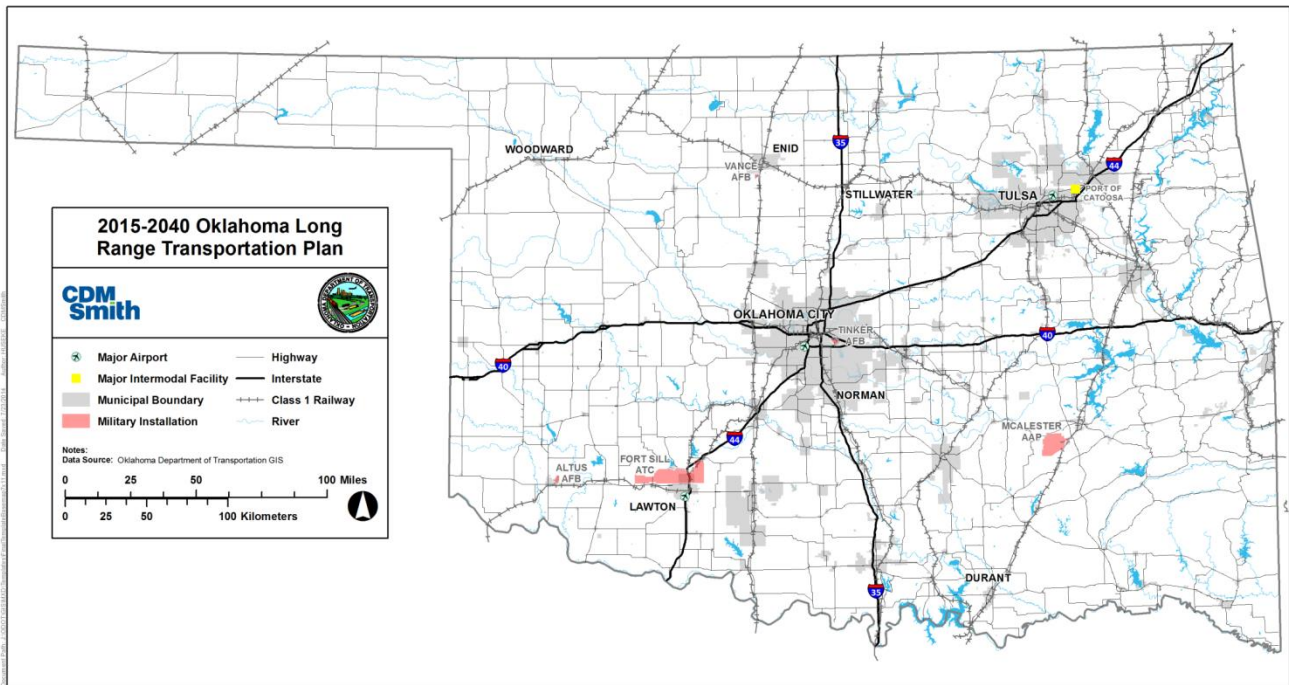 2015-2040 Oklahoma Long
Range Transportation Plan
CDM
Smith
Major Airport
Major Intermodal Facility
Municipal Boundary
Military Installation
Highway
Interstate
Class 1 Railway
River
Notes:
Data Source: Oklahoma Department of Transportation GIS
0 25 50 100 Miles
0 25 50 100 Kilometers
WOODWARD
ENID
VANCE
AFB
35
STILLWATER
44
TULSA
PORT OF
CATOOSA
OKLAHOMA CITY
TINKER
AFB
40
40
NORMAN
44
MCALESTER
AAP
ALTUS
AFB
FORT SILL
ATC
LAWTON
DURANT
35